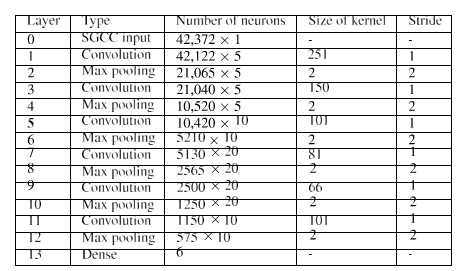 Layer Type Number of neurons Size of kernel Stride
0 SGCC input 42,372 × 1 - -
1 Convolution 42,122 × 5 251 1
2 Max pooling 21,065 × 5 2 2
3 Convolution 21,040 × 5 150 1
4 Max pooling 10,520 × 5 2 2
5 Convolution 10,420 × 10 101 1
6 Max pooling 5210 × 10 2 2
7 Convolution 5130 × 20 81 1
8 Max pooling 2565 × 20 2 2
9 Convolution 2500 × 20 66 1
10 Max pooling 1250 × 20 2 2
11 Convolution 1150 × 10 101 1
12 Max pooling 575 × 10 2 2
13 Dense 6 - -